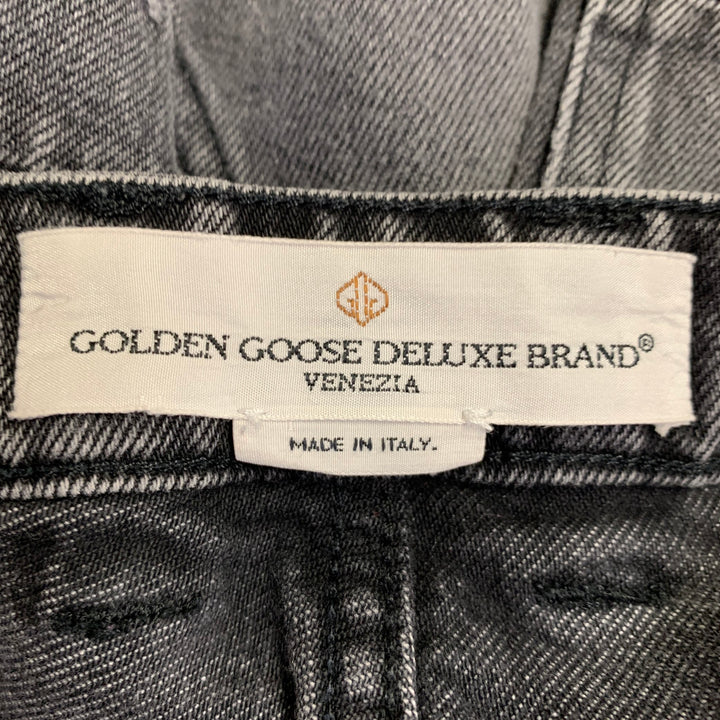 GOLDEN GOOSE DELUXE BRAND®
VENEZIA
MADE IN ITALY.